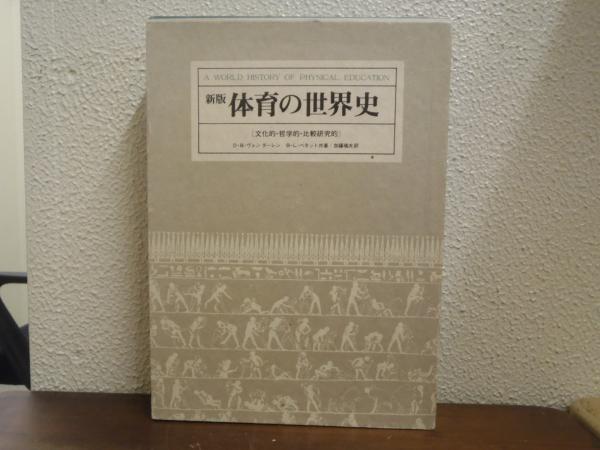 A WORLD HISTORY OF PHYSICAL EDUCATION
新版 体育の世界史
[文化的・哲学的・比較研究的]
D・B・ヴァン ダーレン B・L・ベネット共著/加藤橘夫訳